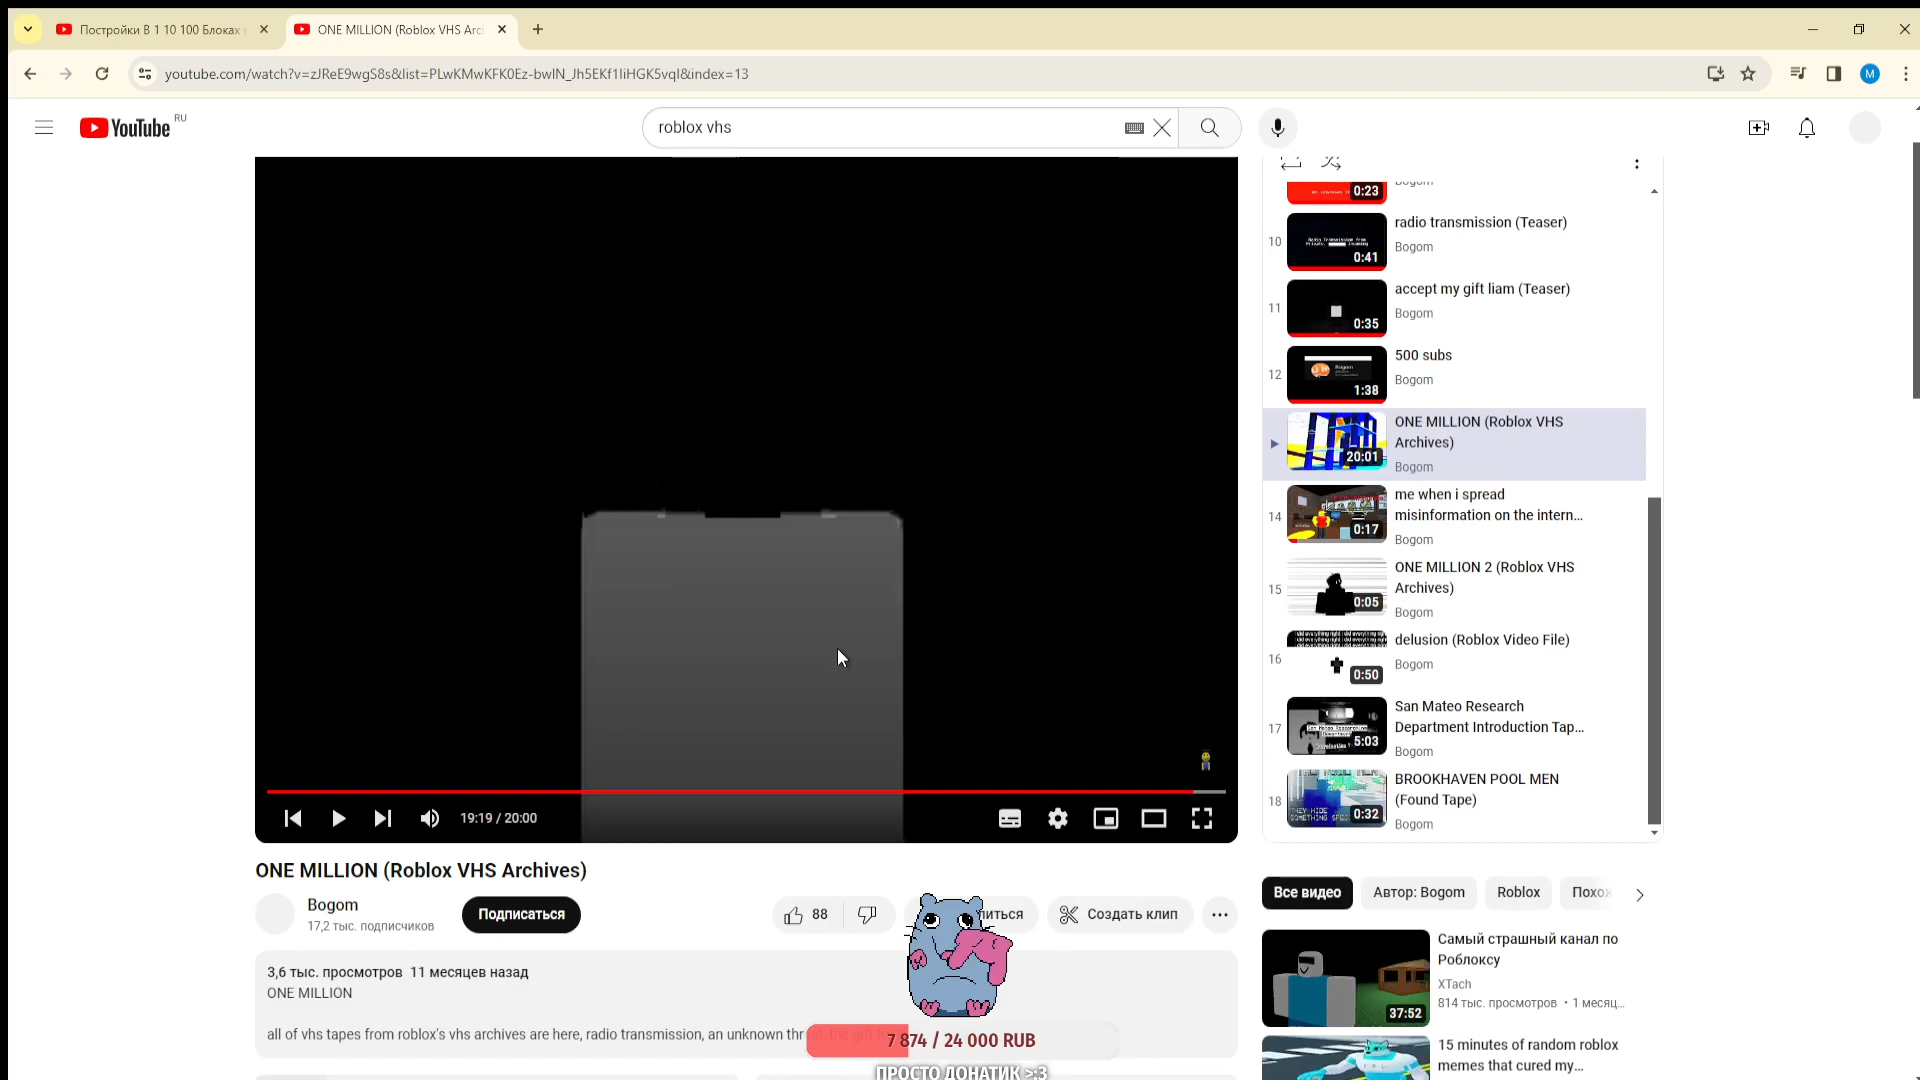 Постройки В 1 10 100 Блоках
ONE MILLION (Roblox VHS Arc
youtube.com/watch?v=zJReE9wgS8s&list=PLwKMwKFK0Ez-bwIN_Jh5EKf1IiHGK5vqI&index=13
M
YouTube RU
roblox vhs
Bogom
0:23
10
radio transmission (Teaser)
Bogom
0:41
11
accept my gift liam (Teaser)
Bogom
0:35
12
500 subs
Bogom
1:38
ONE MILLION (Roblox VHS
Archives)
Bogom
20:01
14
me when i spread
misinformation on the intern...
Bogom
0:17
15
ONE MILLION 2 (Roblox VHS
Archives)
Bogom
0:05
16
delusion (Roblox Video File)
Bogom
0:50
17
San Mateo Research
Department Introduction Tap...
Bogom
5:03
18
BROOKHAVEN POOL MEN
(Found Tape)
Bogom
0:32
19:19 / 20:00
ONE MILLION (Roblox VHS Archives)
Bogom
17,2 тыс. подписчиков
Подписаться
88
литься
Создать клип
3,6 тыс. просмотров 11 месяцев назад
ONE MILLION
all of vhs tapes from roblox's vhs archives are here, radio transmission, an unknown thr
7 874 / 24 000 RUB
ПРОСТО ДОНАТИК >:3
Все видео
Автор: Bogom
Roblox
Похож
Самый страшный канал по
Роблоксу
XTach
814 тыс. просмотров • 1 месяц...
37:52
15 minutes of random roblox
memes that cured my...